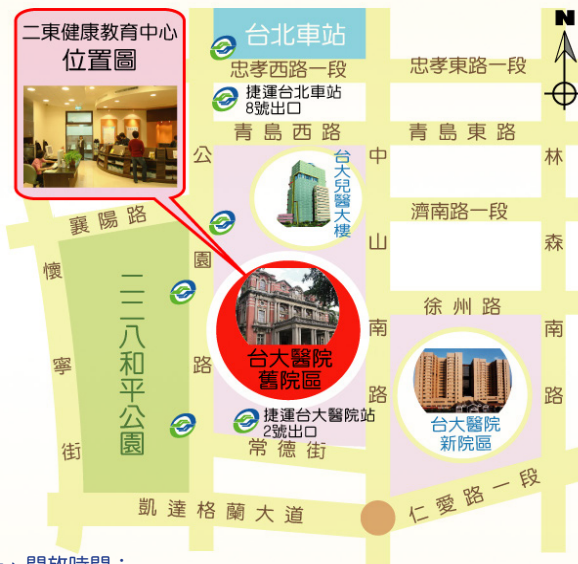 二東健康教育中心
位置圖
台北車站
N
忠孝西路一段
忠孝東路一段
捷運台北車站
8號出口
青島西路
青島東路
公園路
台大兒醫大樓
中山南路
林森南路
襄陽路
濟南路一段
懷寧街
二二八和平公園
徐州路
台大醫院
舊院區
捷運台大醫院站
2號出口
台大醫院
新院區
常德街
凱達格蘭大道
仁愛路一段
開放時間：